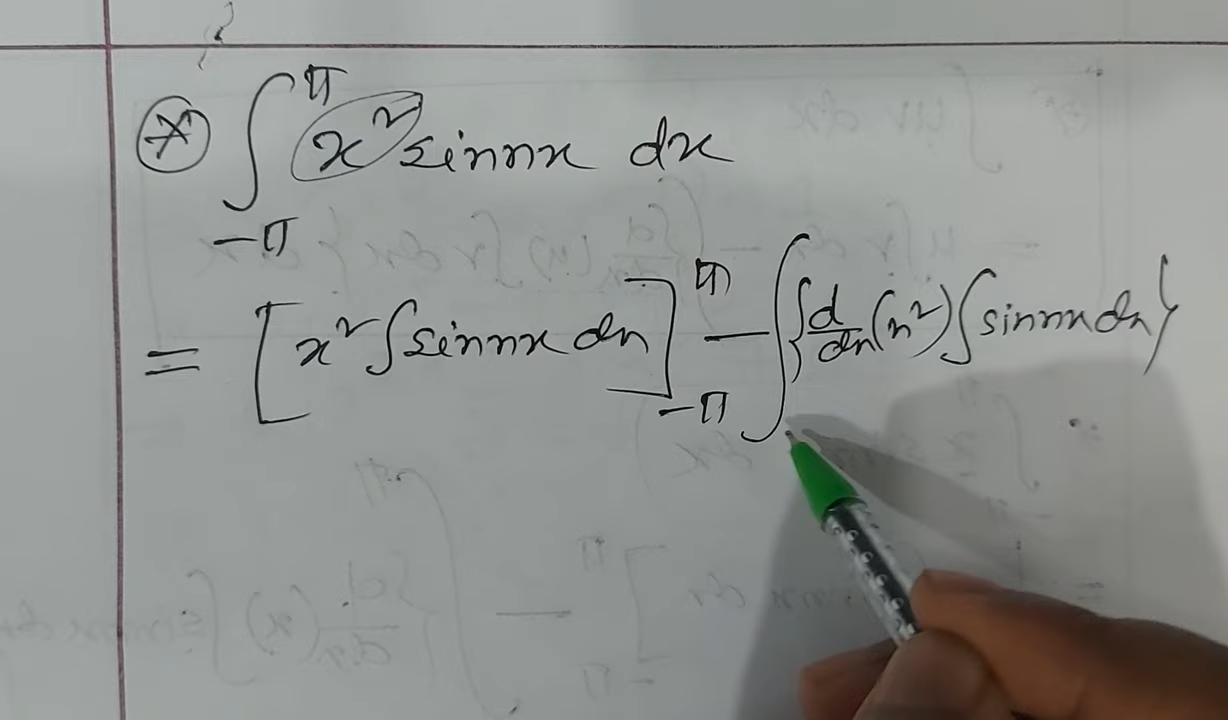 ⊛ ∫_{-π}^{π} x² sinnx dx
= [x² ∫ sinnx dx]_{-π}^{π} − ∫ { d/dx (x²) ∫ sinnx dx }